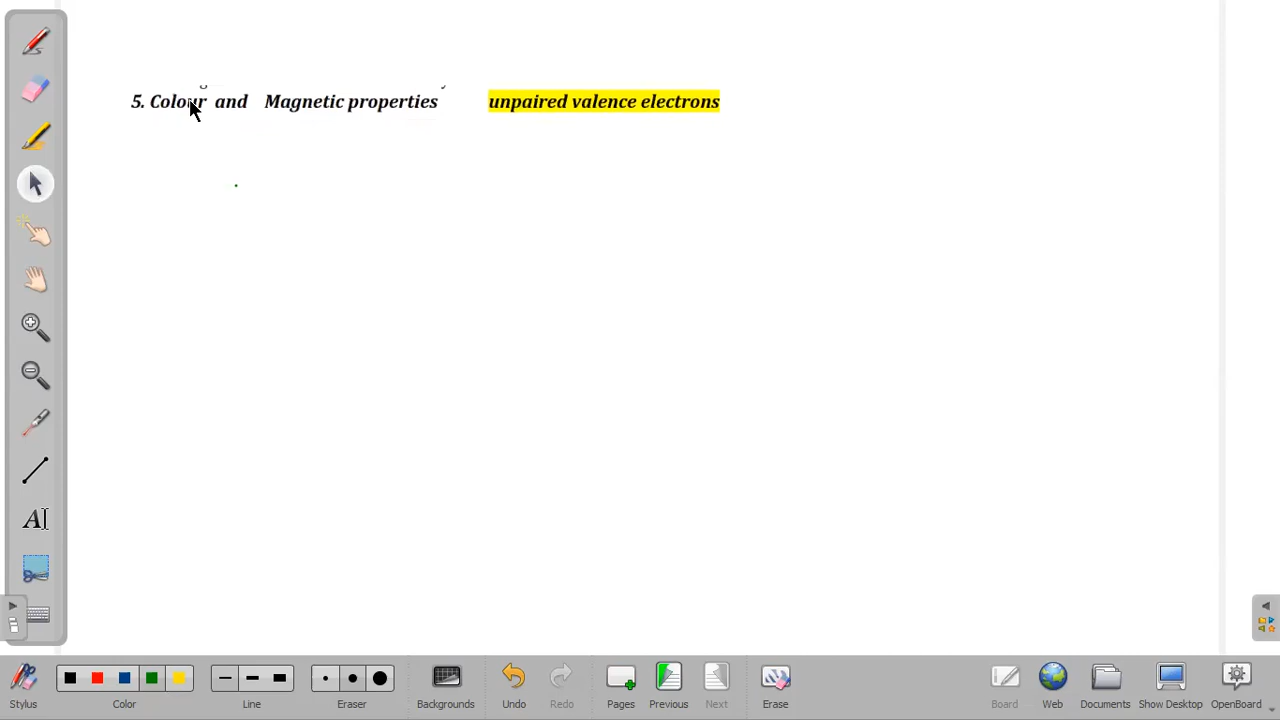 5. Colour and Magnetic properties unpaired valence electrons
Stylus
Color
Line
Eraser
Backgrounds
Undo
Redo
Pages
Previous
Next
Erase
Board
Web
Documents
Show Desktop
OpenBoard